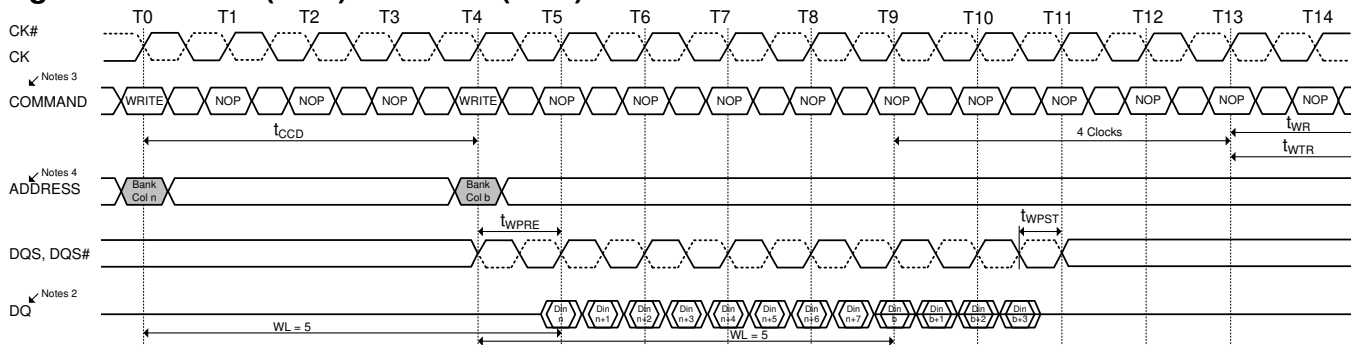 T0 T1 T2 T3 T4 T5 T6 T7 T8 T9 T10 T11 T12 T13 T14
CK#
CK
Notes 3
COMMAND WRITE NOP NOP NOP WRITE NOP NOP NOP NOP NOP NOP NOP NOP NOP NOP
tCCD 4 Clocks tWR
tWTR
Notes 4
ADDRESS Bank Col n Bank Col b
tWPRE tWPST
DQS, DQS#
Notes 2
DQ Din n Din n+1 Din n+2 Din n+3 Din n+4 Din n+5 Din n+6 Din n+7 Din b Din b+1 Din b+2 Din b+3
WL = 5 WL = 5